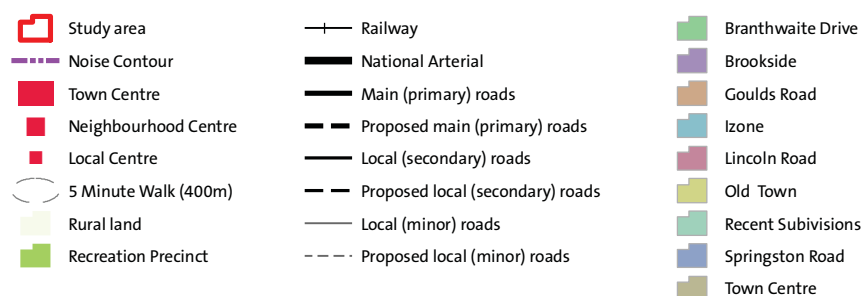 Study area
Noise Contour
Town Centre
Neighbourhood Centre
Local Centre
5 Minute Walk (400m)
Rural land
Recreation Precinct
Railway
National Arterial
Main (primary) roads
Proposed main (primary) roads
Local (secondary) roads
Proposed local (secondary) roads
Local (minor) roads
Proposed local (minor) roads
Branthwaite Drive
Brookside
Goulds Road
Izone
Lincoln Road
Old Town
Recent Subivisions
Springston Road
Town Centre